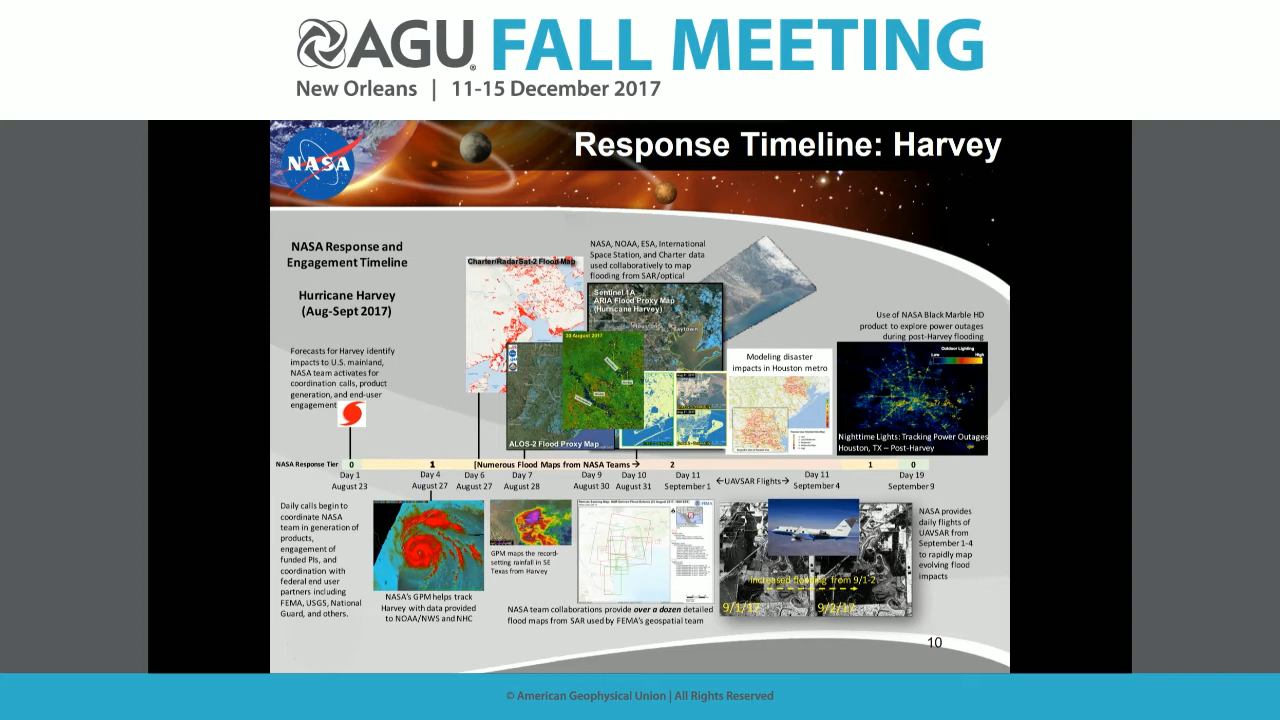 AGU FALL MEETING
New Orleans | 11-15 December 2017
NASA
Response Timeline: Harvey
NASA Response and
Engagement Timeline
Hurricane Harvey
(Aug-Sept 2017)
Forecasts for Harvey identify
impacts to U.S. mainland,
NASA team activates for
coordination calls, product
generation, and end-user
engagement
Charter/RadarSat-2 Flood Map
NASA, NOAA, ESA, International
Space Station, and Charter data
used collaboratively to map
flooding from SAR/optical
Sentinel 1A
ARIA Flood Proxy Map
(Hurricane Harvey)
Houston
Baytown
30 August 2017
ALOS-2 Flood Proxy Map
Modeling disaster
impacts in Houston metro
Use of NASA Black Marble HD
product to explore power outages
during post-Harvey flooding
Outdoor Lighting
Low High
Nighttime Lights: Tracking Power Outages
Houston, TX – Post-Harvey
NASA Response Tier 0 1 [Numerous Flood Maps from NASA Teams → 2 1 0
Day 1 Day 4 Day 6 Day 7 Day 9 Day 10 Day 11 ←UAVSAR Flights→ Day 11 Day 19
August 23 August 27 August 27 August 28 August 30 August 31 September 1 September 4 September 9
Daily calls begin to
coordinate NASA
team in generation of
products,
engagement of
funded PIs, and
coordination with
federal end user
partners including
FEMA, USGS, National
Guard, and others.
NASA's GPM helps track
Harvey with data provided
to NOAA/NWS and NHC
GPM maps the record-
setting rainfall in SE
Texas from Harvey
FEMA
NASA team collaborations provide over a dozen detailed
flood maps from SAR used by FEMA's geospatial team
Increased flooding from 9/1-2
9/1/17 9/2/17
NASA provides
daily flights of
UAVSAR from
September 1-4
to rapidly map
evolving flood
impacts
10
© American Geophysical Union | All Rights Reserved